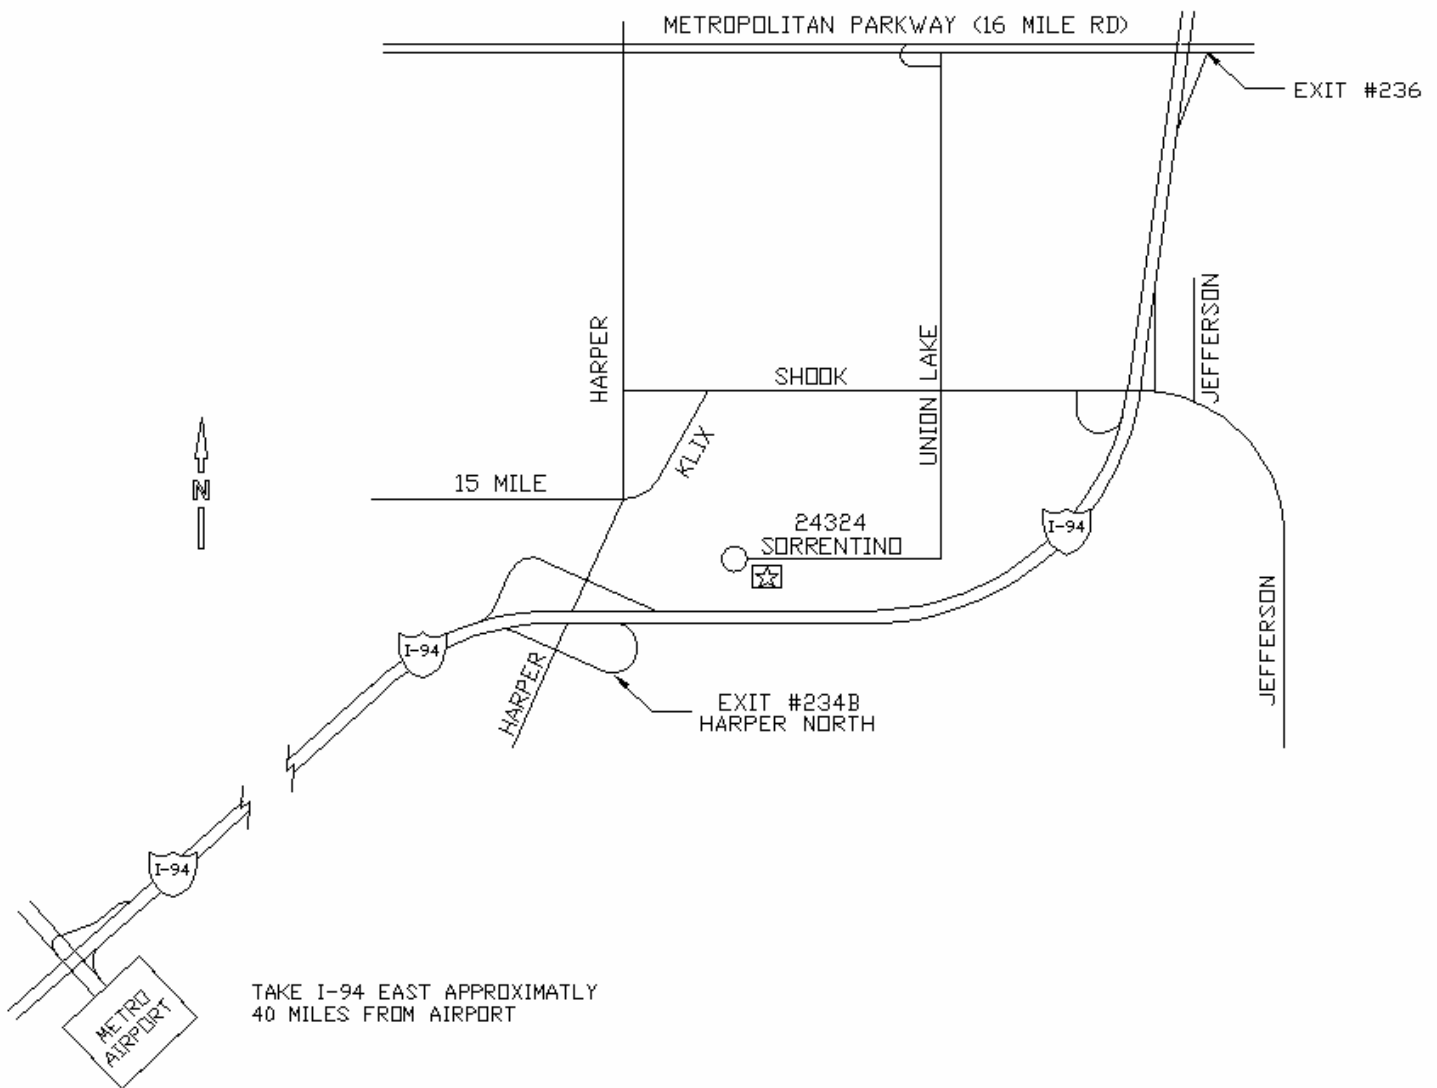 METROPOLITAN PARKWAY (16 MILE RD)
EXIT #236
HARPER
SHOOK
UNION LAKE
JEFFERSON
KLIX
15 MILE
N
24324
SORRENTINO
I-94
I-94
HARPER
EXIT #234B
HARPER NORTH
JEFFERSON
I-94
METRO
AIRPORT
TAKE I-94 EAST APPROXIMATLY
40 MILES FROM AIRPORT